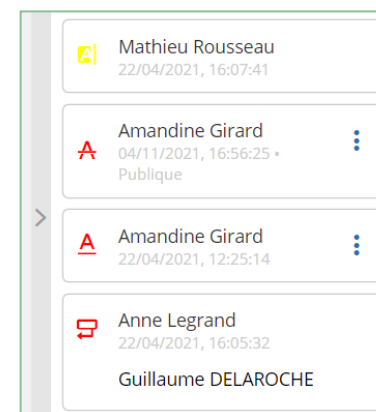 Mathieu Rousseau
22/04/2021, 16:07:41
Amandine Girard
04/11/2021, 16:56:25 •
Publique
Amandine Girard
22/04/2021, 12:25:14
Anne Legrand
22/04/2021, 16:05:32
Guillaume DELAROCHE